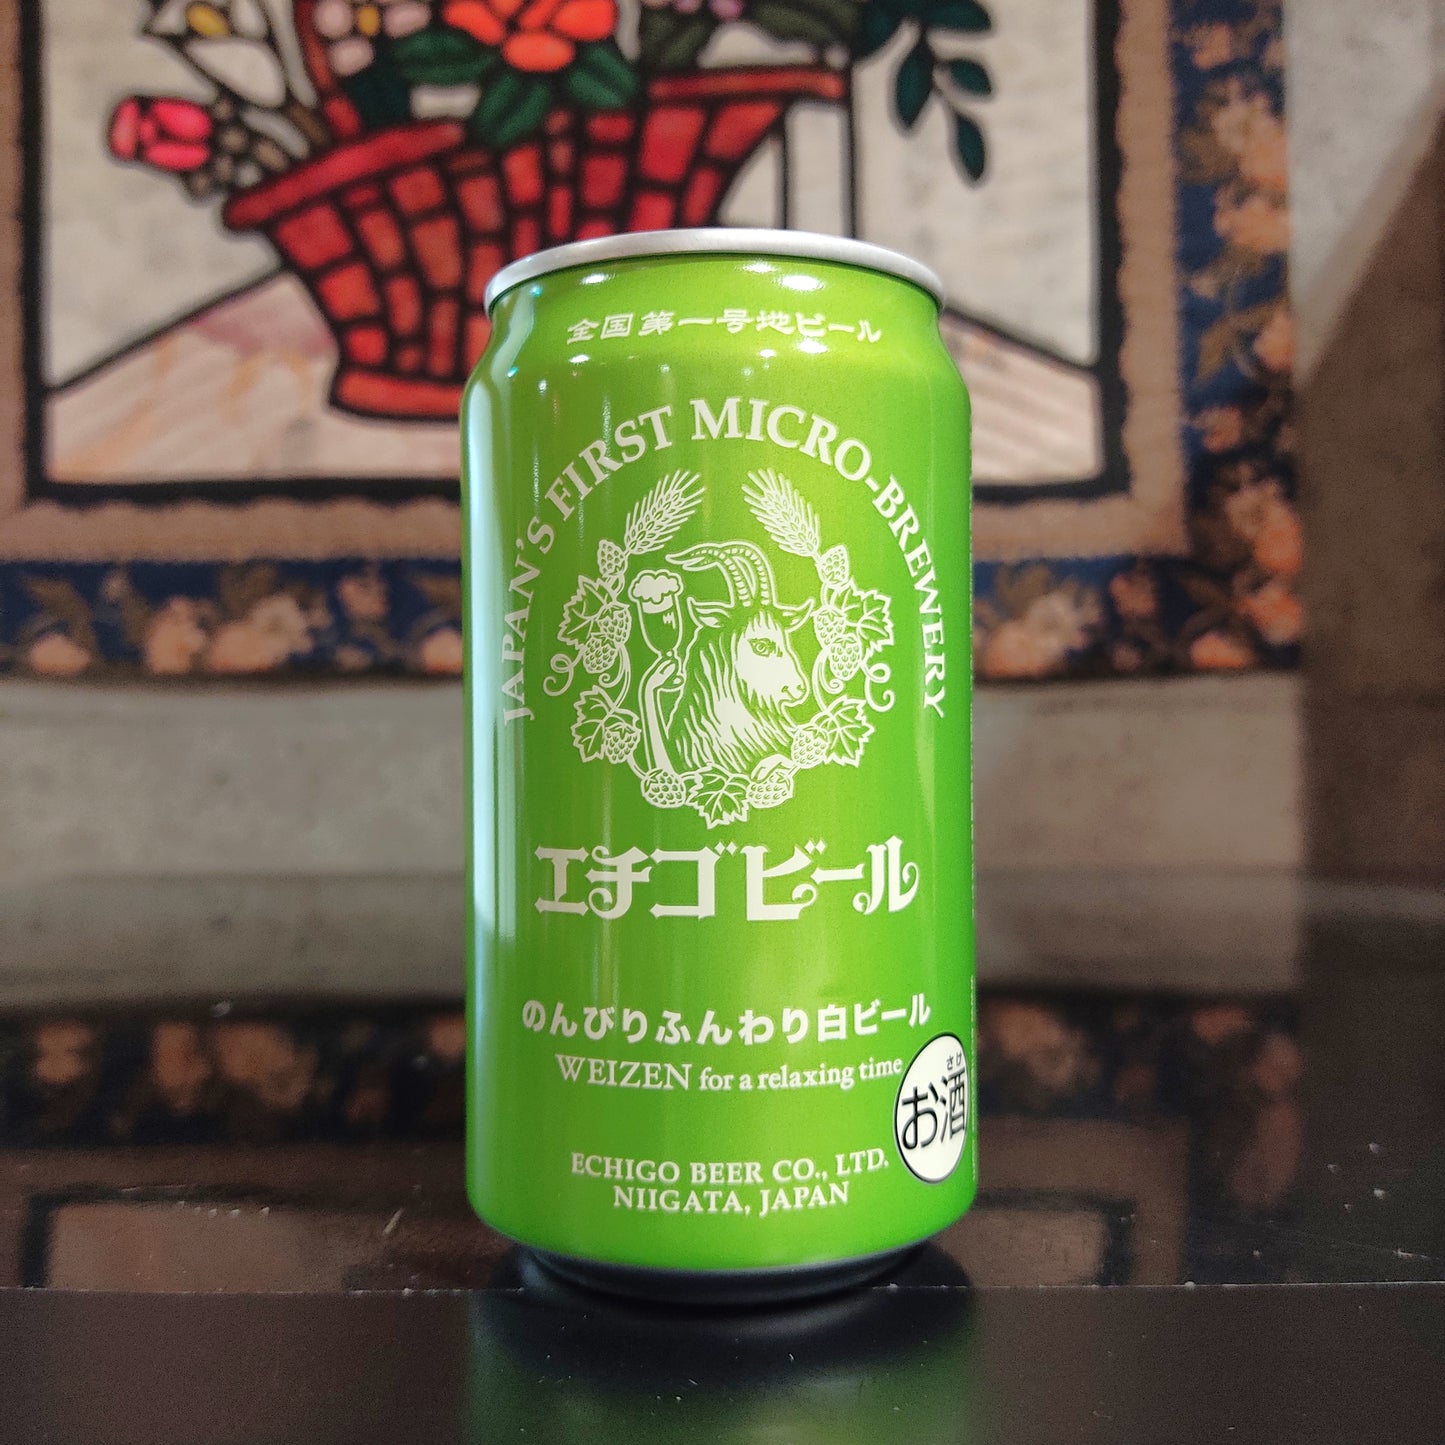 全国第一号地ビール
JAPAN'S FIRST MICRO-BREWERY
エチゴビール
のんびりふんわり白ビール
WEIZEN for a relaxing time
さけ
お酒
ECHIGO BEER CO., LTD.
NIIGATA, JAPAN